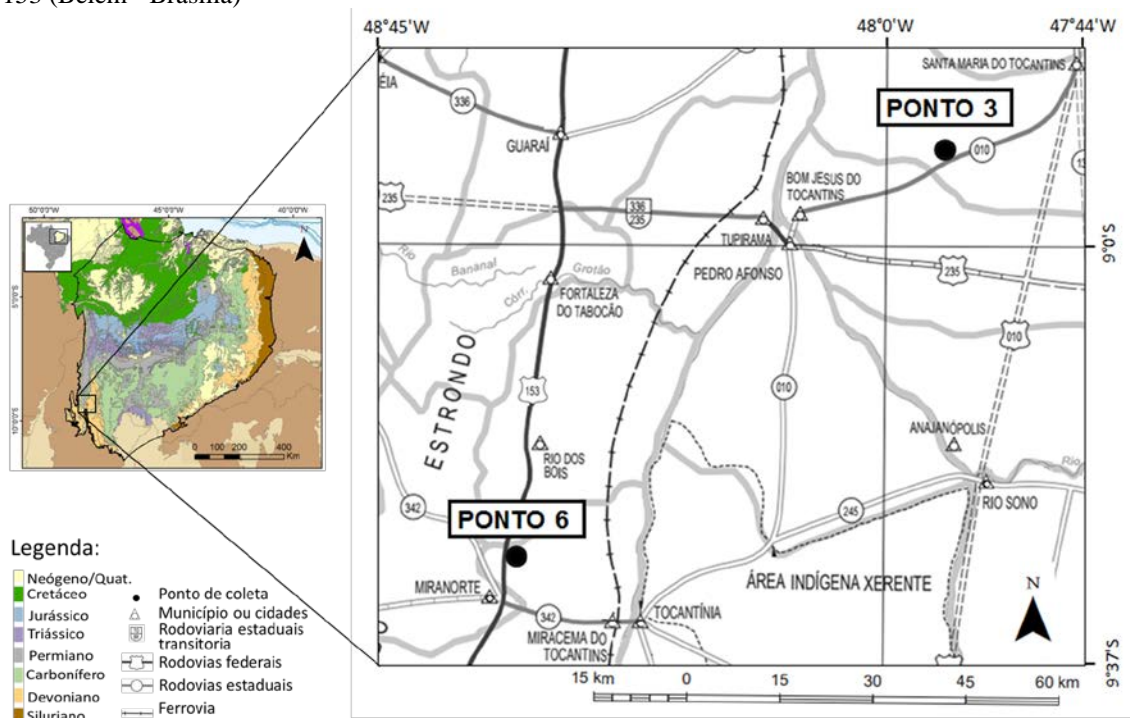 153 (Belém - Brasília)
48°45'W
48°0'W
47°44'W
ÉIA
336
GUARAÍ
SANTA MARIA DO TOCANTINS
PONTO 3
010
BOM JESUS DO
TOCANTINS
235
336
235
TUPIRAMA
PEDRO AFONSO
9°0'S
235
Rio
Bananal
Grotão
Córr.
FORTALEZA
DO TABOCÃO
010
ESTRONDO
153
010
ANAJANÓPOLIS
RIO DOS
BOIS
Rio
RIO SONO
342
245
PONTO 6
MIRANORTE
ÁREA INDÍGENA XERENTE
N
342
TOCANTÍNIA
MIRACEMA DO
TOCANTINS
9°37'S
15 km
0
15
30
45
60 km
50°0'0"S
45°0'0"S
40°0'0"S
N
5°0'0"S
10°0'0"S
0 100 200 400
Km
Legenda:
Neógeno/Quat.
Cretáceo
Jurássico
Triássico
Permiano
Carbonífero
Devoniano
Siluriano
Ponto de coleta
Município ou cidades
Rodoviaria estaduais
transitoria
Rodovias federais
Rodovias estaduais
Ferrovia